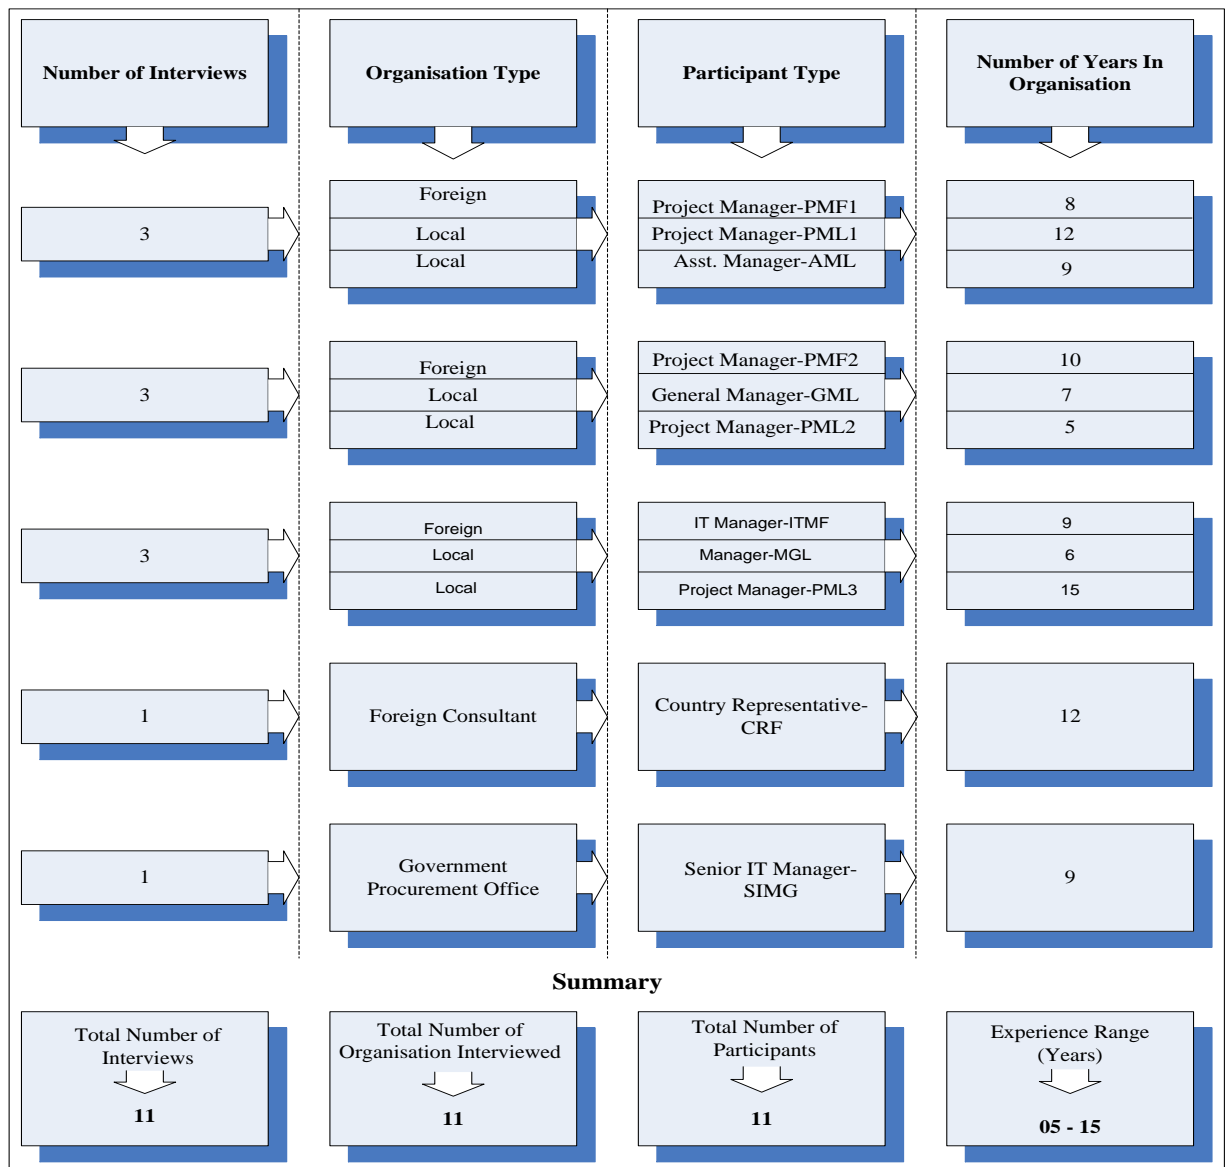 Number of Interviews
Organisation Type
Participant Type
Number of Years In
Organisation
3
Foreign
Local
Local
Project Manager-PMF1
Project Manager-PML1
Asst. Manager-AML
8
12
9
3
Foreign
Local
Local
Project Manager-PMF2
General Manager-GML
Project Manager-PML2
10
7
5
3
Foreign
Local
Local
IT Manager-ITMF
Manager-MGL
Project Manager-PML3
9
6
15
1
Foreign Consultant
Country Representative-
CRF
12
1
Government
Procurement Office
Senior IT Manager-
SIMG
9
Summary
Total Number of
Interviews
11
Total Number of
Organisation Interviewed
11
Total Number of
Participants
11
Experience Range
(Years)
05 - 15